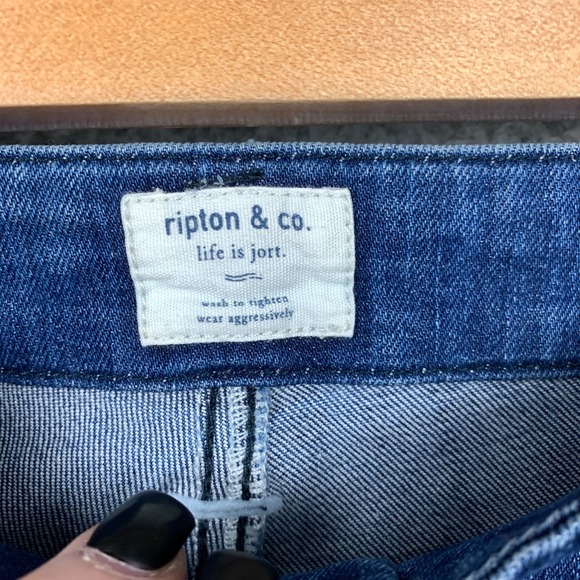 ripton & co.
life is jort.
wash to tighten
wear aggressively